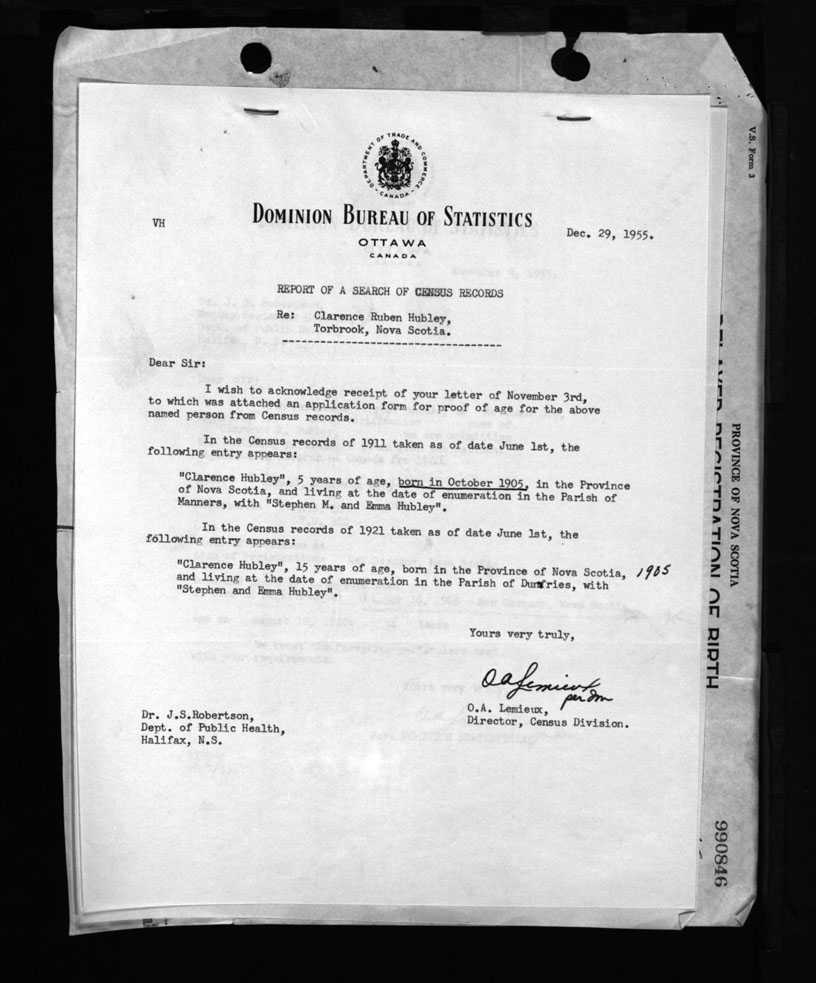 DEPARTMENT OF TRADE AND COMMERCE
CANADA
DOMINION BUREAU OF STATISTICS
OTTAWA
CANADA
VH
Dec. 29, 1955.
REPORT OF A SEARCH OF CENSUS RECORDS
Re: Clarence Ruben Hubley,
Torbrook, Nova Scotia.
Dear Sir:
I wish to acknowledge receipt of your letter of November 3rd,
to which was attached an application form for proof of age for the above
named person from Census records.
In the Census records of 1911 taken as of date June 1st, the
following entry appears:
"Clarence Hubley", 5 years of age, born in October 1905, in the Province
of Nova Scotia, and living at the date of enumeration in the Parish of
Manners, with "Stephen M. and Emma Hubley".
In the Census records of 1921 taken as of date June 1st, the
following entry appears:
"Clarence Hubley", 15 years of age, born in the Province of Nova Scotia, 1905
and living at the date of enumeration in the Parish of Dumfries, with
"Stephen and Emma Hubley".
Yours very truly,
OALemieux
per dm
O.A. Lemieux,
Director, Census Division.
Dr. J.S.Robertson,
Dept. of Public Health,
Halifax, N.S.
V.S. Form 3
PROVINCE OF NOVA SCOTIA
DELAYED REGISTRATION OF BIRTH
990846